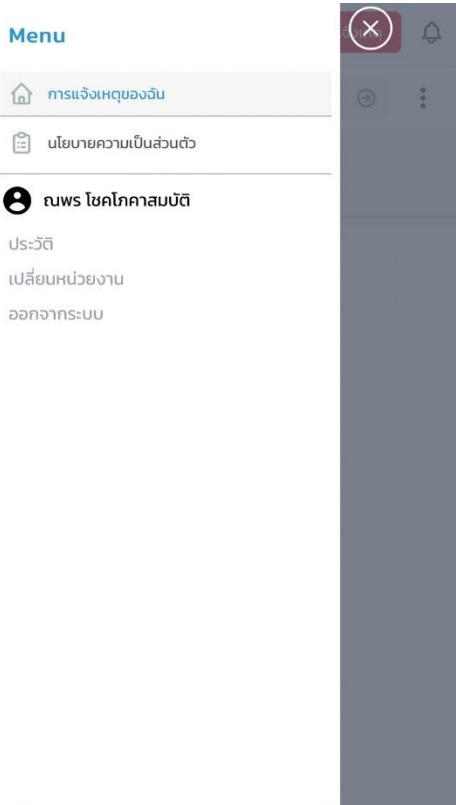 Menu
การแจ้งเหตุของฉัน
นโยบายความเป็นส่วนตัว
ณพร โชคโภคาสมบัติ
ประวัติ
เปลี่ยนหน่วยงาน
ออกจากระบบ